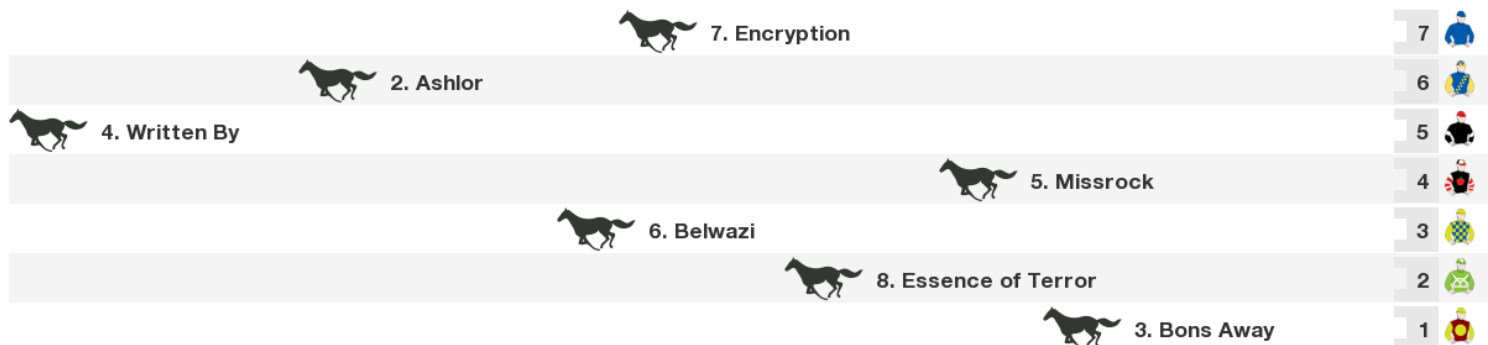 7. Encryption 7
2. Ashlor 6
4. Written By 5
5. Missrock 4
6. Belwazi 3
8. Essence of Terror 2
3. Bons Away 1